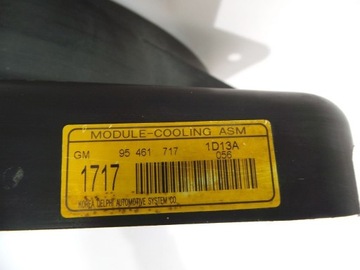 MODULE-COOLING ASM
GM 95 461 717 1D13A
056
1717
KOREA DELPHI AUTOMOTIVE SYSTEM CO.